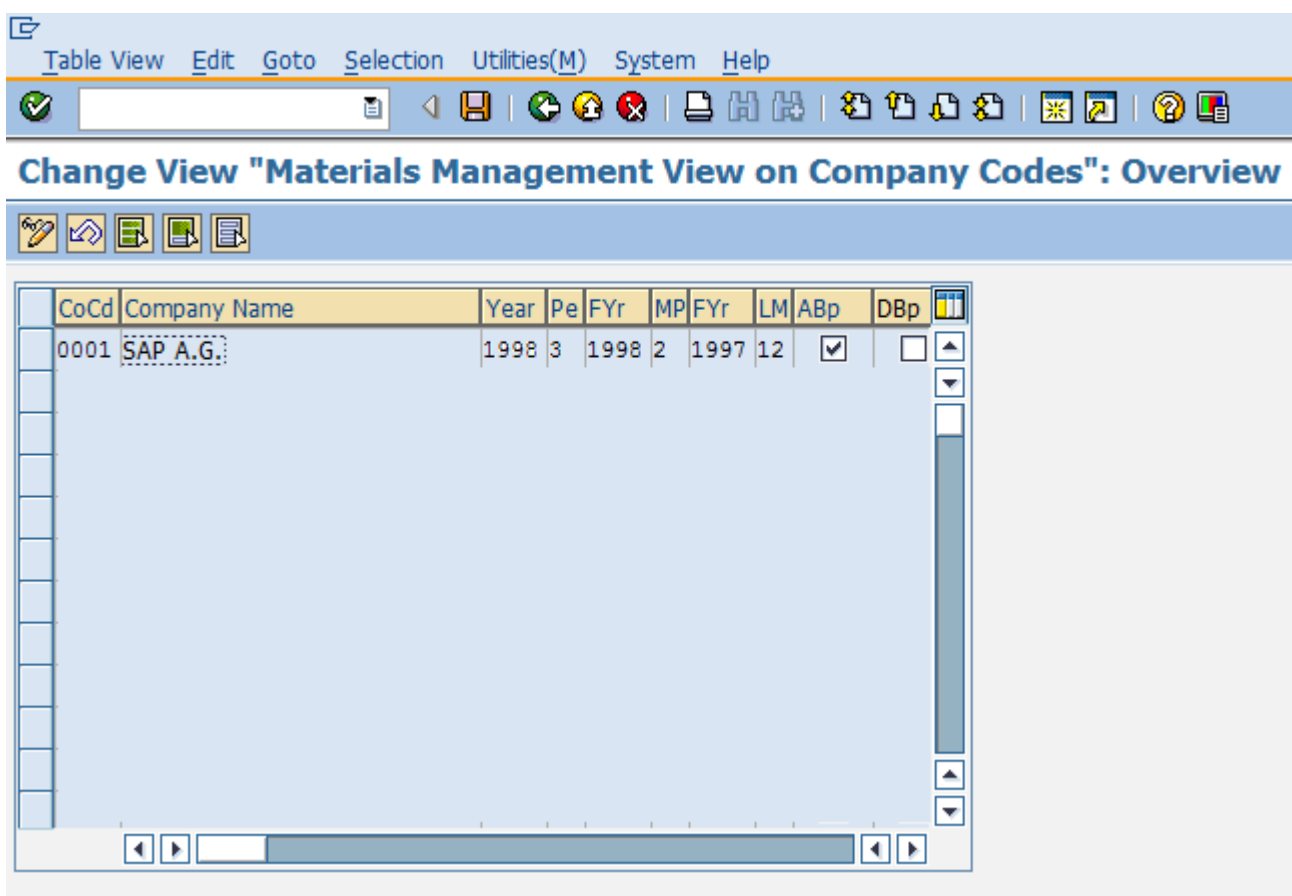 Table View Edit Goto Selection Utilities(M) System Help
Change View "Materials Management View on Company Codes": Overview
CoCd Company Name Year Pe FYr MP FYr LM ABp DBp
0001 SAP A.G. 1998 3 1998 2 1997 12